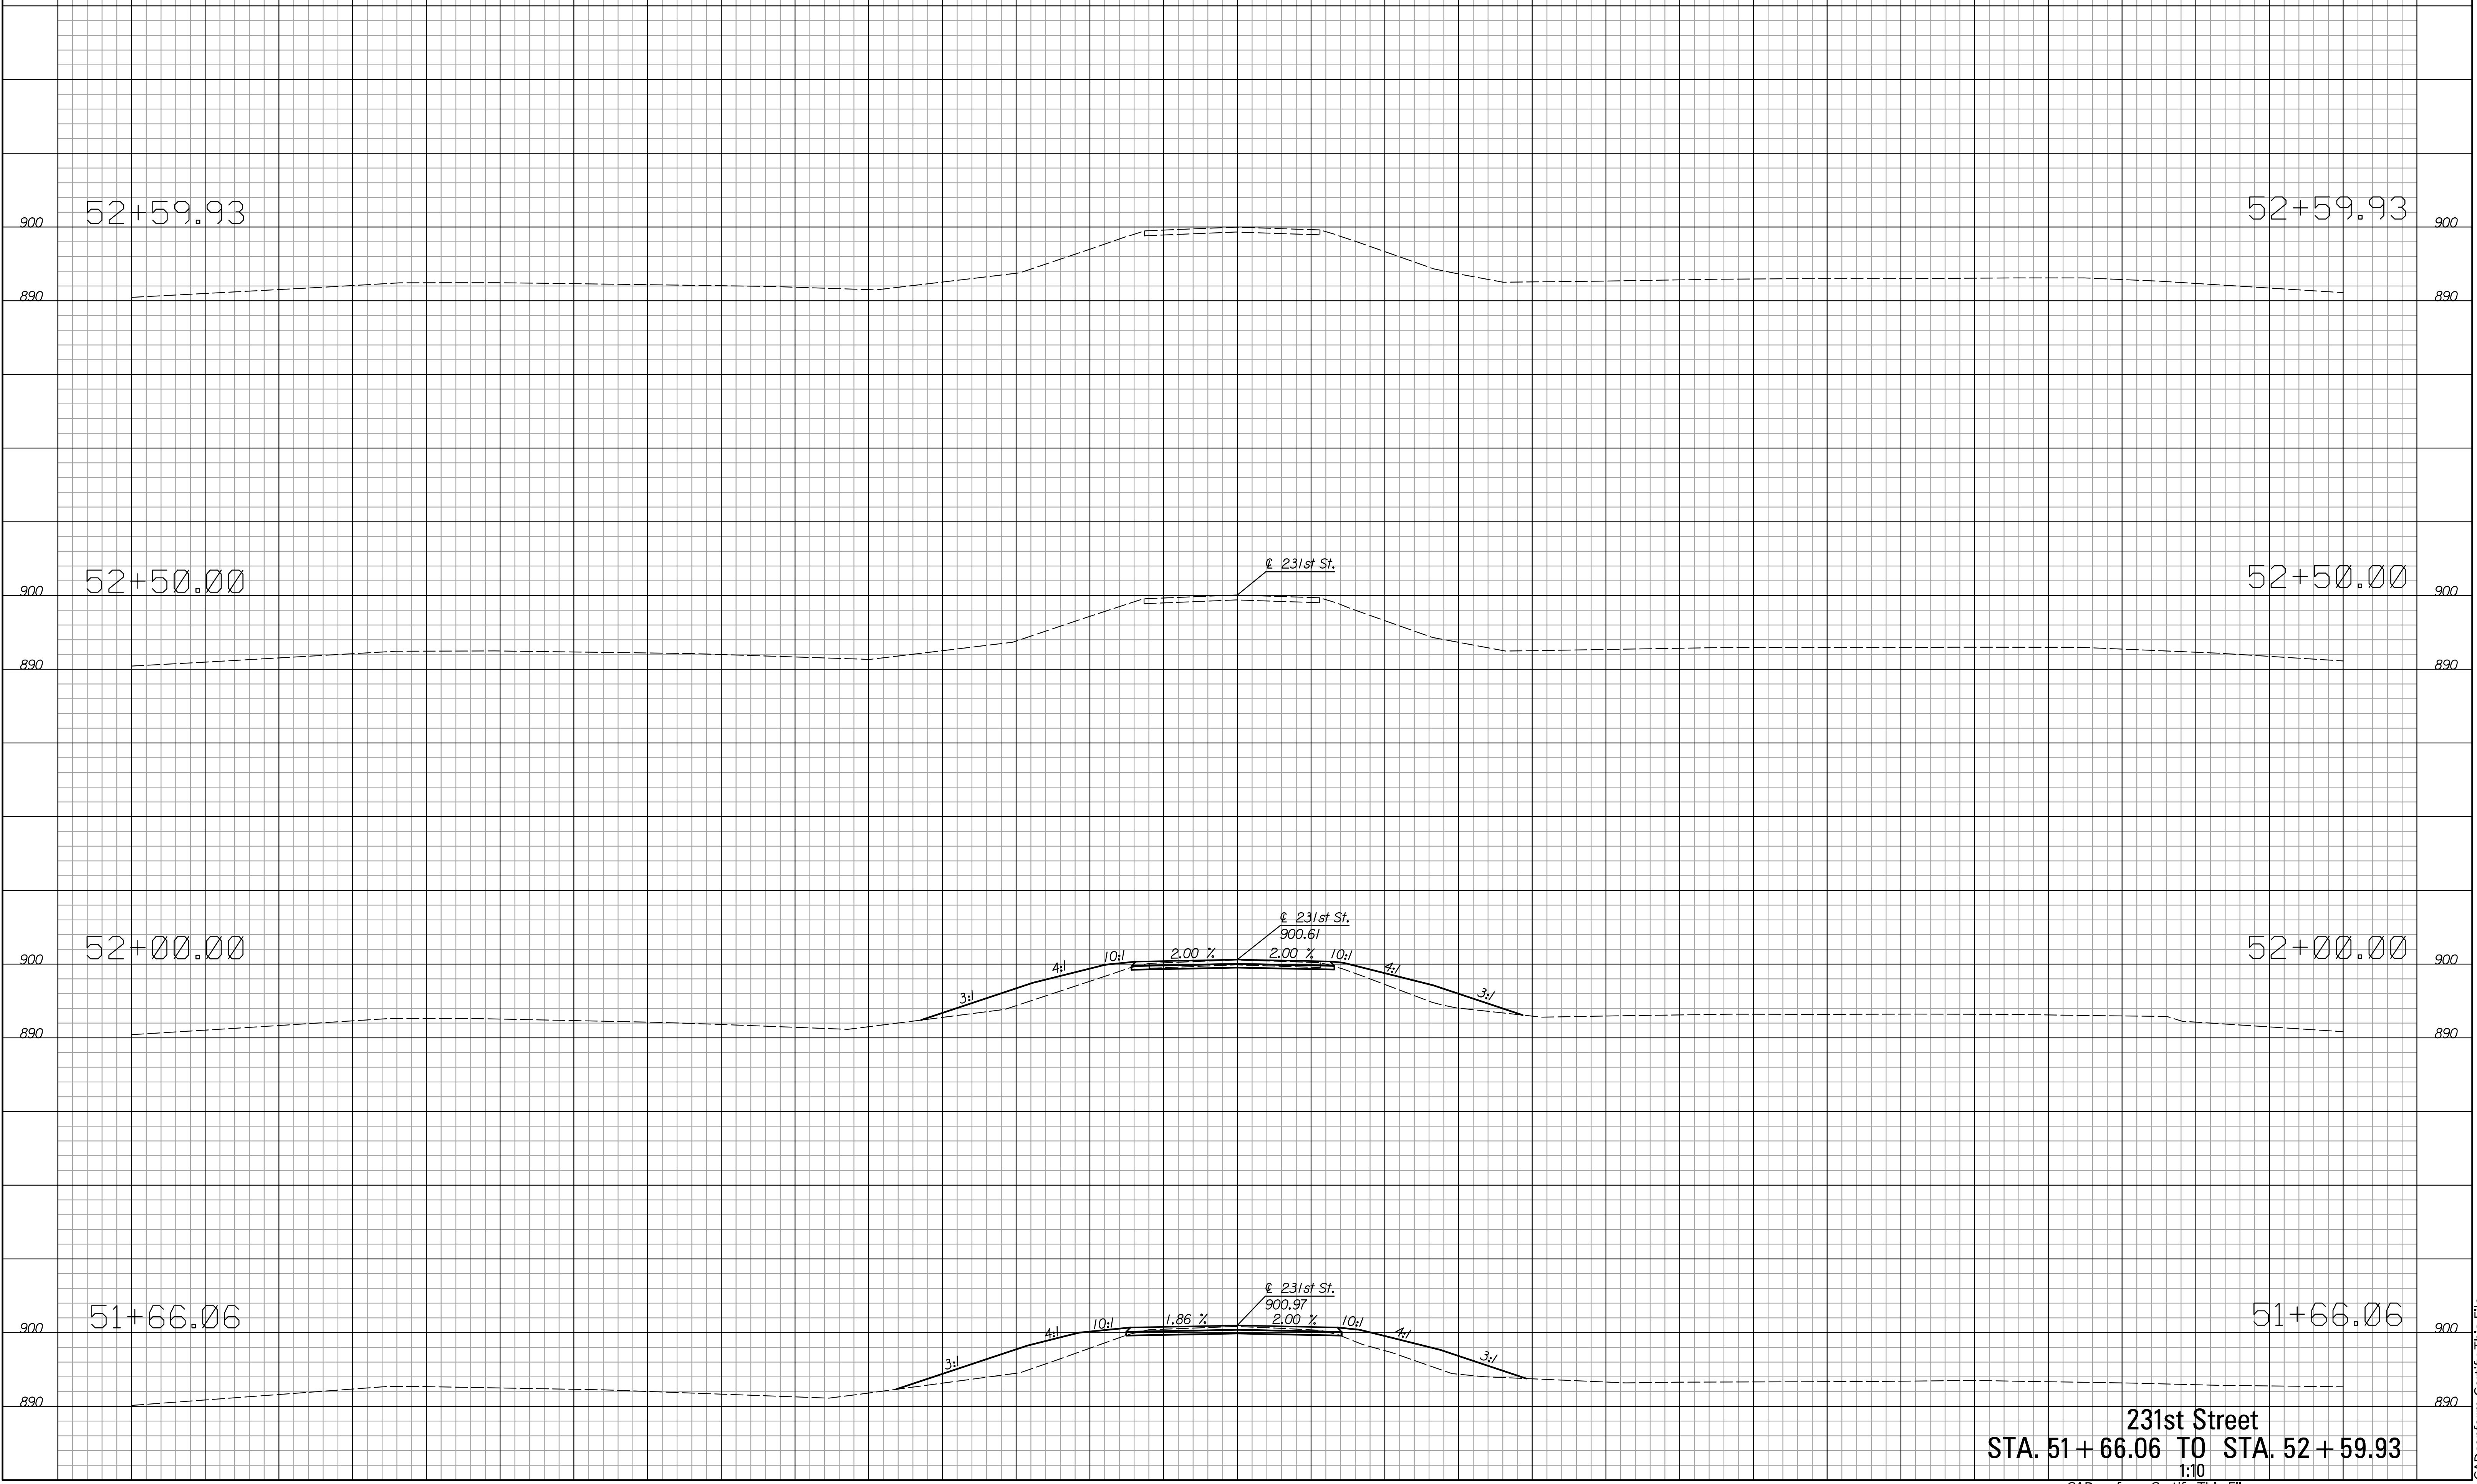 52+59.93 52+59.93
900 900
890 890
℄ 231st St.
52+50.00 52+50.00
900 900
890 890
℄ 231st St.
900.61
52+00.00 52+00.00
3:1 4:1 10:1 2.00 % 2.00 % 10:1 4:1 3:1
900 900
890 890
℄ 231st St.
900.97
51+66.06 51+66.06
3:1 4:1 10:1 1.86 % 2.00 % 10:1 4:1 3:1
900 900
890 890
231st Street
STA. 51+66.06 TO STA. 52+59.93
1:10